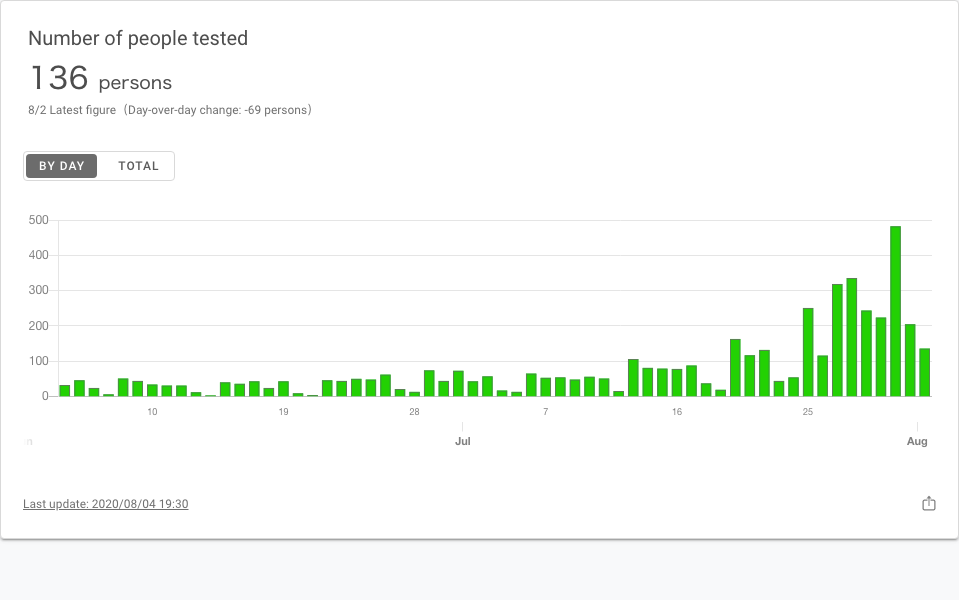 Number of people tested
136 persons
8/2 Latest figure（Day-over-day change: -69 persons）
BY DAY TOTAL
500
400
300
200
100
0
10 19 28 7 16 25
n Jul Aug
Last update: 2020/08/04 19:30